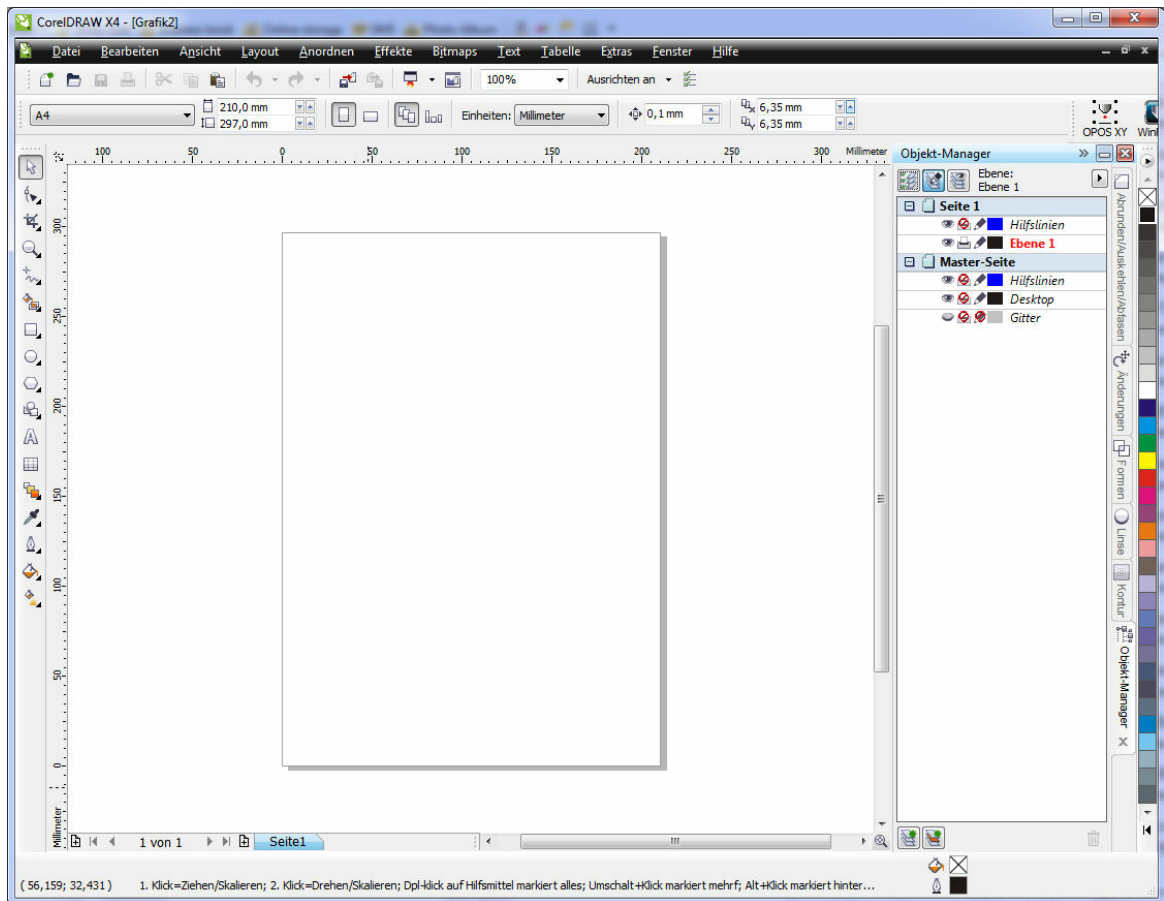 CorelDRAW X4 - [Grafik2]
Datei Bearbeiten Ansicht Layout Anordnen Effekte Bitmaps Text Tabelle Extras Fenster Hilfe
100% Ausrichten an
A4 210,0 mm 297,0 mm Einheiten: Millimeter 0,1 mm 6,35 mm 6,35 mm
OPOS XY
100 50 0 50 100 150 200 250 300 Millimeter
Objekt-Manager
Ebene:
Ebene 1
Seite 1
Hilfslinien
Ebene 1
Master-Seite
Hilfslinien
Desktop
Gitter
300
250
200
150
100
50
0
Millimeter
Abrunden/Auskehlen/Abfasen
Änderungen
Formen
Linse
Kontur
Objekt-Manager
1 von 1 Seite1
( 56,159; 32,431 ) 1. Klick=Ziehen/Skalieren; 2. Klick=Drehen/Skalieren; Dpl-klick auf Hilfsmittel markiert alles; Umschalt+Klick markiert mehrf; Alt+Klick markiert hinter...